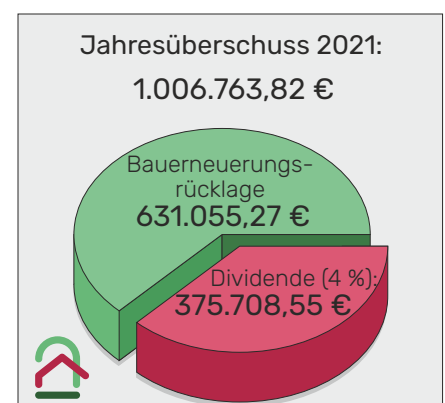 Jahresüberschuss 2021:
1.006.763,82 €
Bauerneuerungs-
rücklage
631.055,27 €
Dividende (4 %):
375.708,55 €